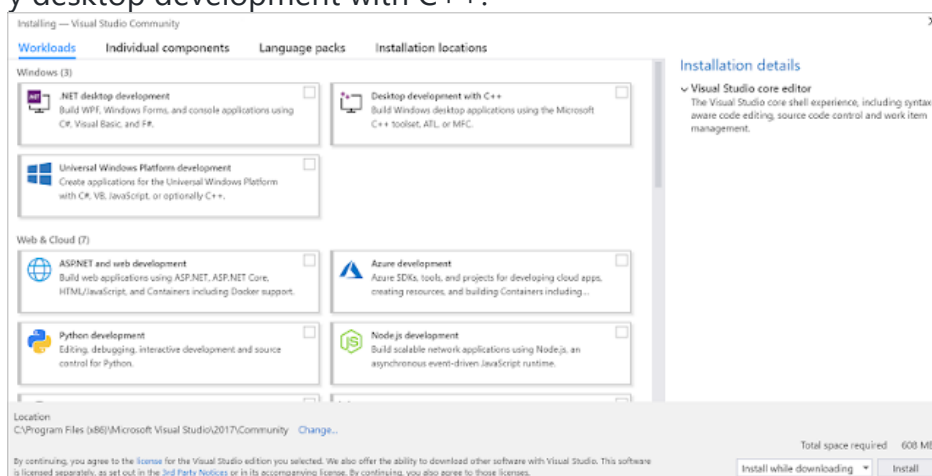 y desktop development with C++.
Installing — Visual Studio Community
Workloads Individual components Language packs Installation locations
Windows (3)
.NET desktop development
Build WPF, Windows Forms, and console applications using
C#, Visual Basic, and F#.
Desktop development with C++
Build Windows desktop applications using the Microsoft
C++ toolset, ATL, or MFC.
Universal Windows Platform development
Create applications for the Universal Windows Platform
with C#, VB, JavaScript, or optionally C++.
Web & Cloud (7)
ASP.NET and web development
Build web applications using ASP.NET, ASP.NET Core,
HTML/JavaScript, and Containers including Docker support.
Azure development
Azure SDKs, tools, and projects for developing cloud apps,
creating resources, and building Containers including...
Python development
Editing, debugging, interactive development and source
control for Python.
Node.js development
Build scalable network applications using Node.js, an
asynchronous event-driven JavaScript runtime.
Installation details
Visual Studio core editor
The Visual Studio core shell experience, including syntax
aware code editing, source code control and work item
management.
Location
C:\Program Files (x86)\Microsoft Visual Studio\2017\Community Change...
By continuing, you agree to the license for the Visual Studio edition you selected. We also offer the ability to download other software with Visual Studio. This software
is licensed separately, as set out in the 3rd Party Notices or in its accompanying license. By continuing, you also agree to those licenses.
Total space required 608 MB
Install while downloading Install